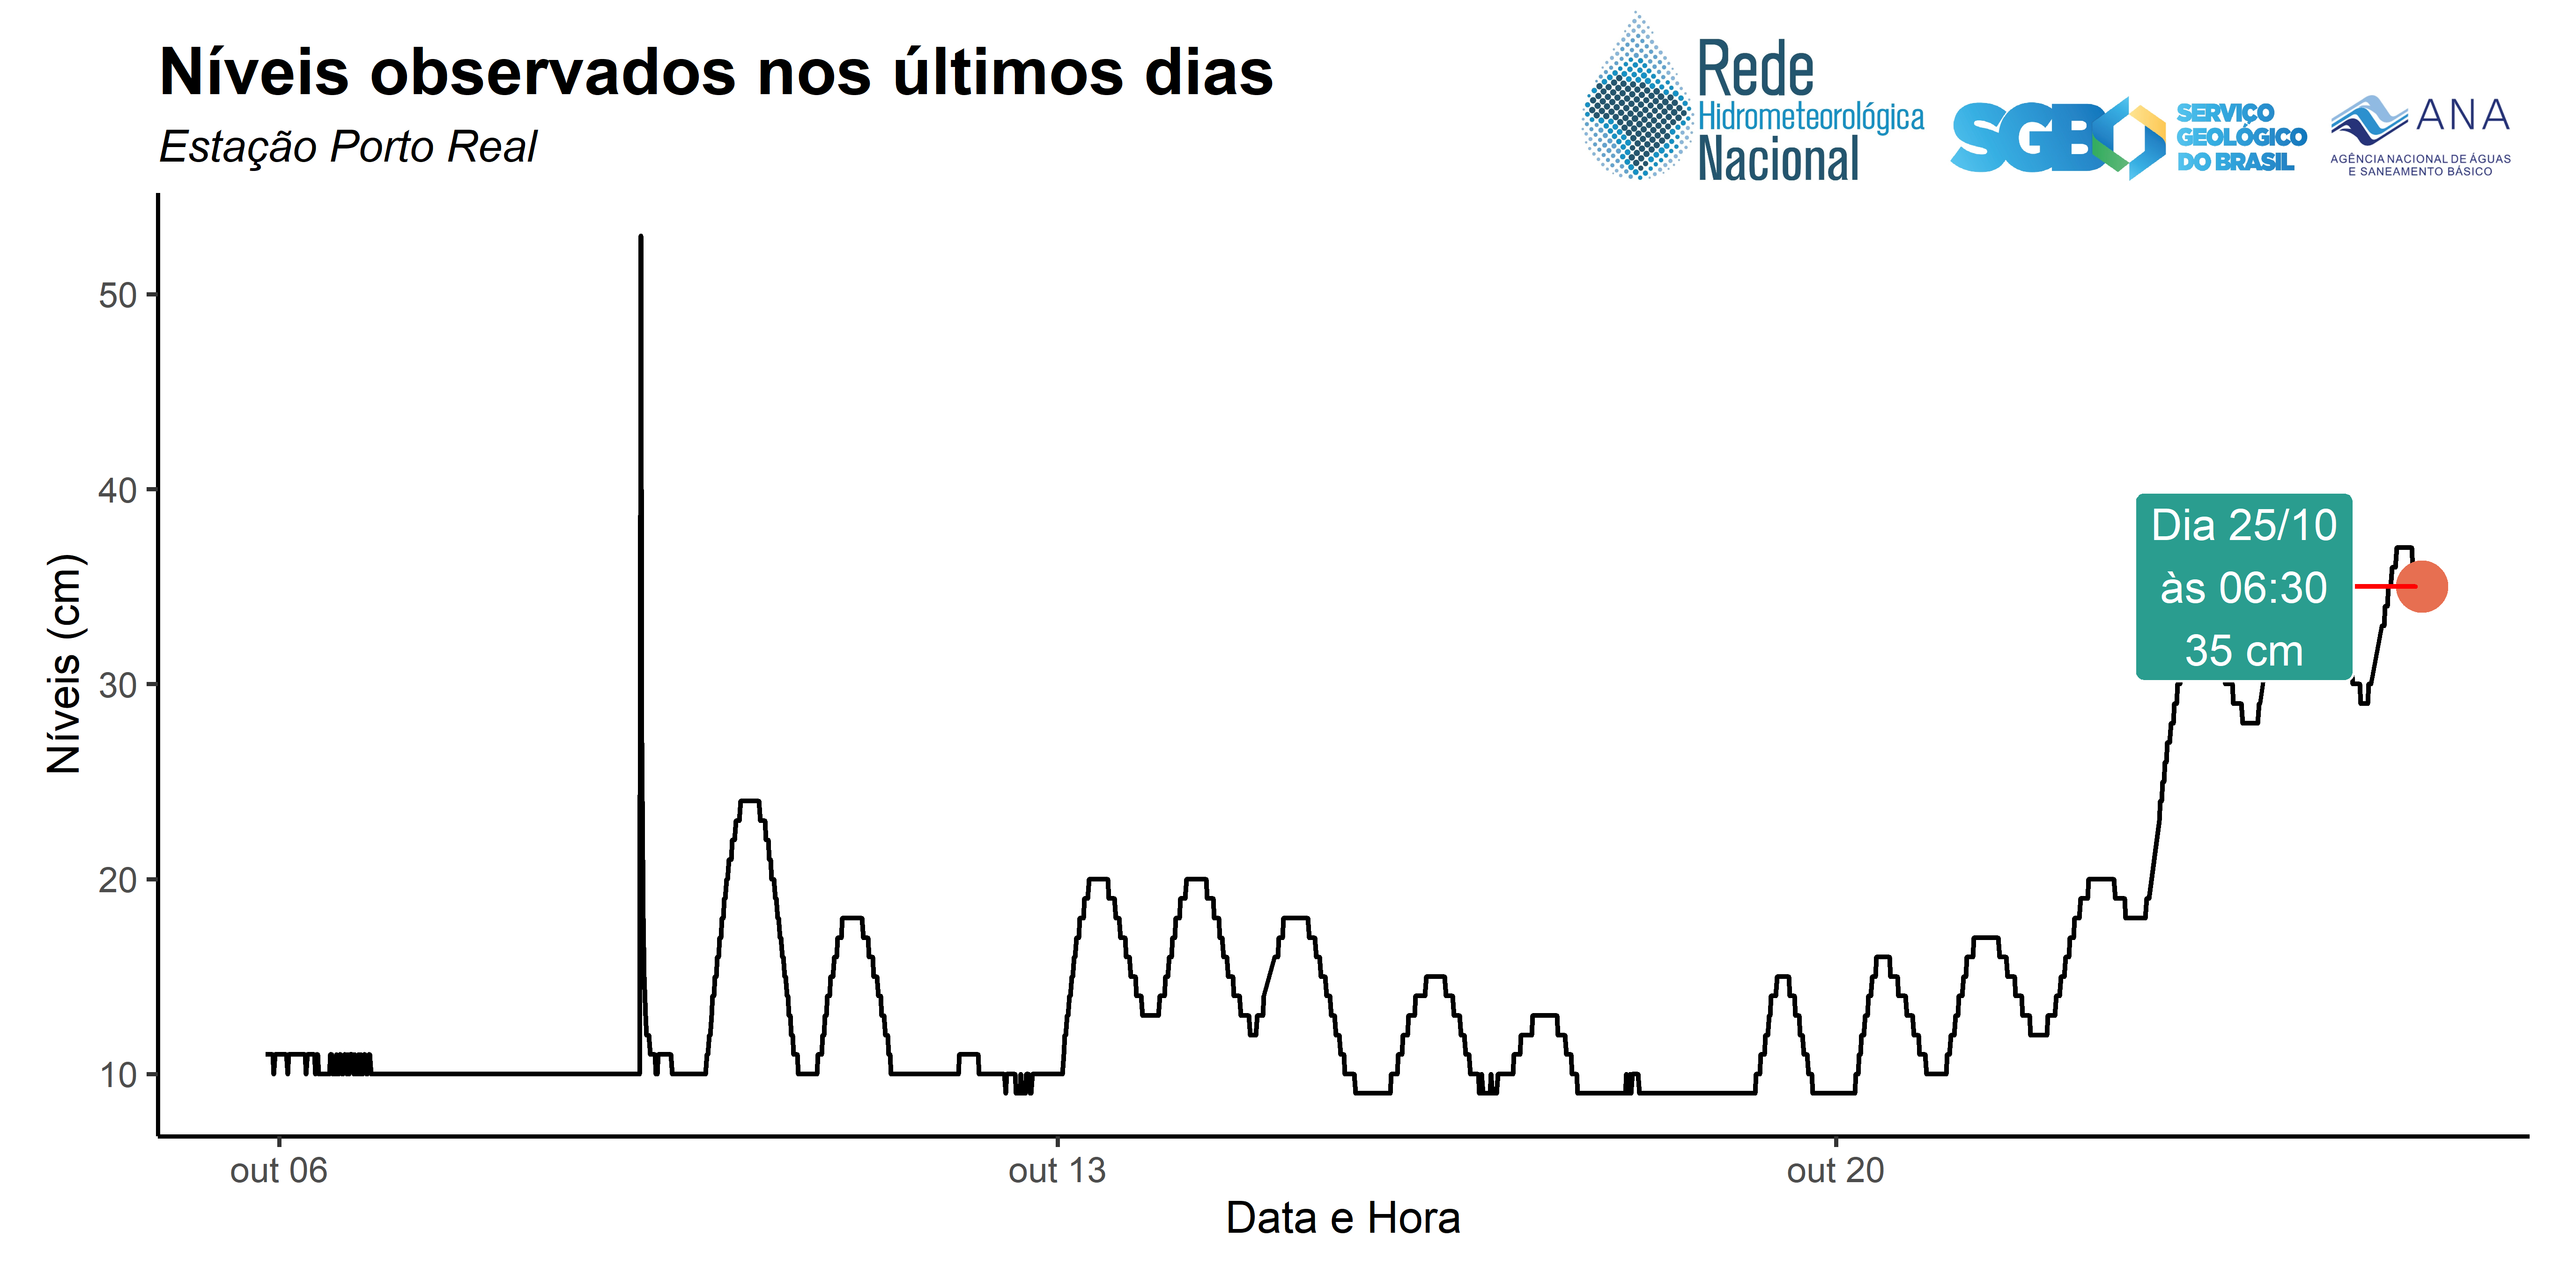 Níveis observados nos últimos dias
Estação Porto Real
Rede
Hidrometeorológica
Nacional
SGB
SERVIÇO
GEOLÓGICO
DO BRASIL
ANA
AGÊNCIA NACIONAL DE ÁGUAS
E SANEAMENTO BÁSICO
Níveis (cm)
50
40
30
20
10
Dia 25/10
às 06:30
35 cm
out 06
out 13
out 20
Data e Hora